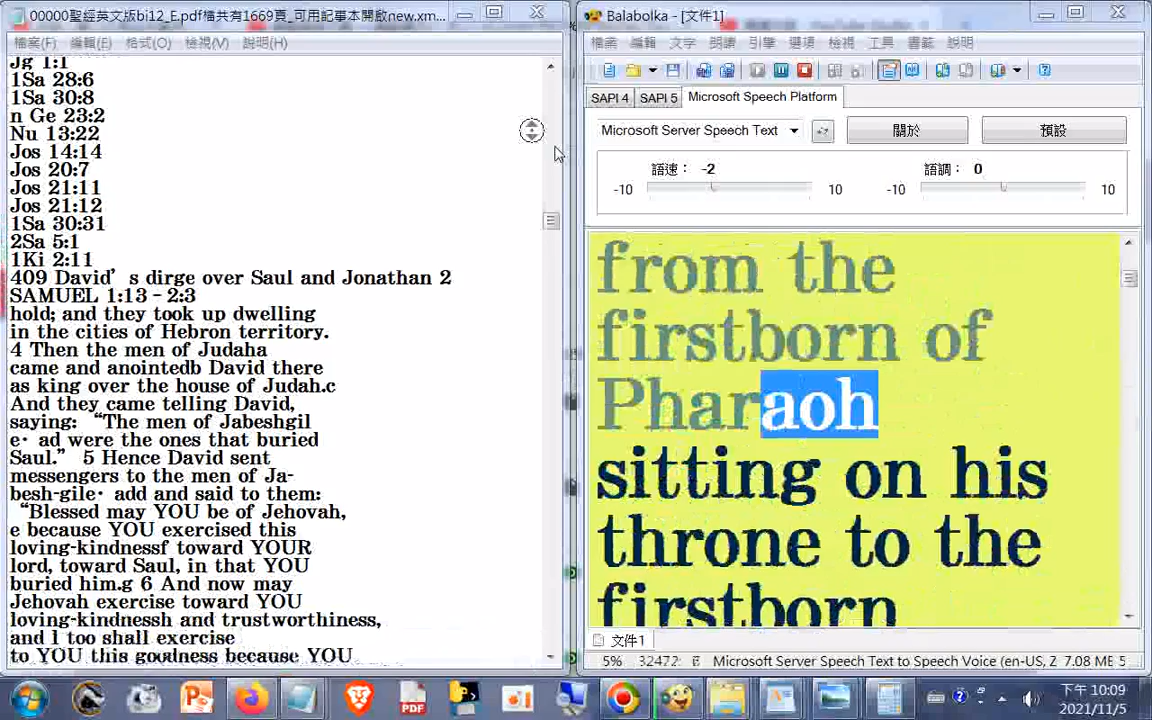 00000聖經英文版bi12_E.pdf檔共有1669頁_可用記事本開啟new.xm...
檔案(F) 編輯(E) 格式(O) 檢視(V) 說明(H)
Jg 1:1
1Sa 28:6
1Sa 30:8
n Ge 23:2
Nu 13:22
Jos 14:14
Jos 20:7
Jos 21:11
Jos 21:12
1Sa 30:31
2Sa 5:1
1Ki 2:11
409 David’s dirge over Saul and Jonathan 2
SAMUEL 1:13–2:3
hold; and they took up dwelling
in the cities of Hebron territory.
4 Then the men of Judaha
came and anointedb David there
as king over the house of Judah.c
And they came telling David,
saying: “The men of Jabeshgil
e·ad were the ones that buried
Saul.” 5 Hence David sent
messengers to the men of Ja-
besh-gile·add and said to them:
“Blessed may YOU be of Jehovah,
e because YOU exercised this
loving-kindnessf toward YOUR
lord, toward Saul, in that YOU
buried him.g 6 And now may
Jehovah exercise toward YOU
loving-kindnessh and trustworthiness,
and I too shall exercise
to YOU this goodness because YOU
Balabolka - [文件1]
檔案 編輯 文字 朗讀 引擎 選項 檢視 工具 書籤 說明
SAPI 4 SAPI 5 Microsoft Speech Platform
Microsoft Server Speech Text 關於 預設
語速: -2 語調: 0
-10 10 -10 10
from the
firstborn of
Pharaoh
sitting on his
throne to the
firstborn
文件1
5% 32472: Microsoft Server Speech Text to Speech Voice (en-US, Z 7.08 MB 5
PDF
下午 10:09
2021/11/5